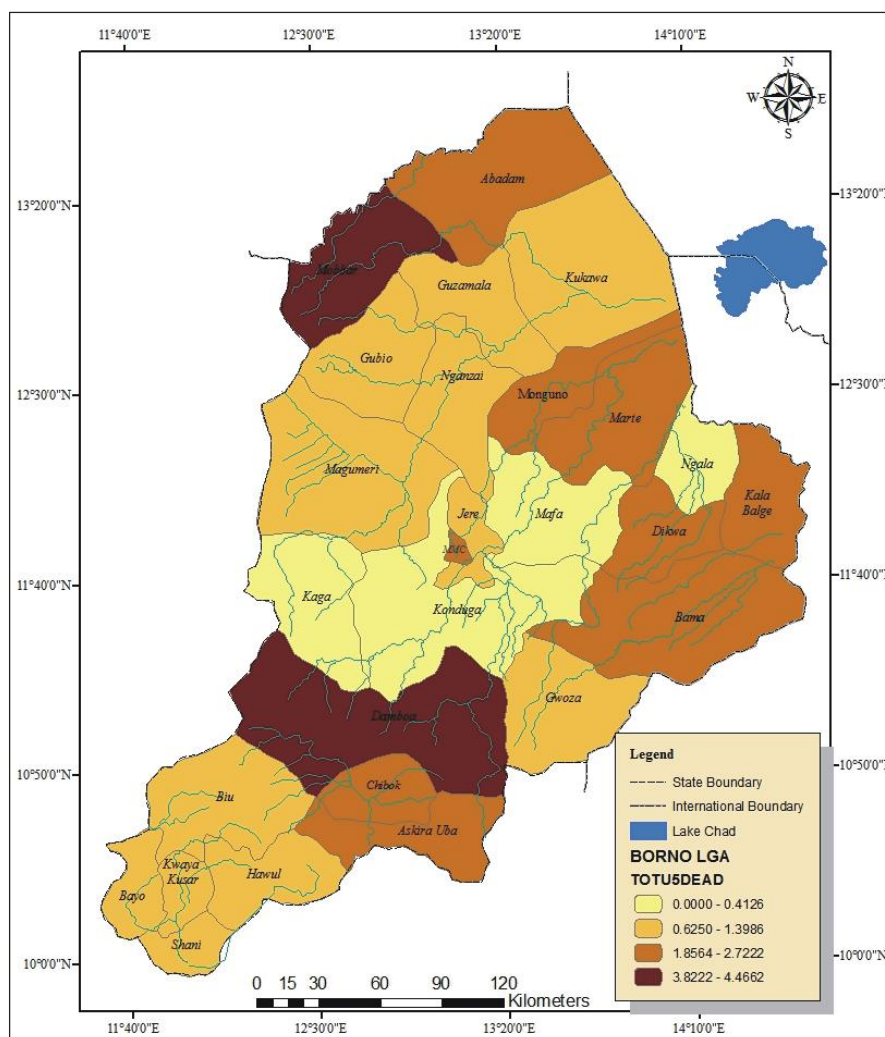 11°40'0"E 12°30'0"E 13°20'0"E 14°10'0"E
N
W E
S
13°20'0"N 13°20'0"N
Abadam
Mobbar
Guzamala
Kukawa
Gubio
Nganzai
12°30'0"N 12°30'0"N
Monguno
Marte
Magumeri
Ngala
Jere
Mafa
Kala
Balge
Dikwa
MMC
11°40'0"N 11°40'0"N
Kaga
Konduga
Bama
Gwoza
Damboa
10°50'0"N 10°50'0"N
Chibok
Biu
Askira Uba
Kwaya
Kusar
Hawul
Bayo
Shani
10°0'0"N 10°0'0"N
Legend
State Boundary
International Boundary
Lake Chad
BORNO LGA
TOTU5DEAD
0.0000 - 0.4126
0.6250 - 1.3986
1.8564 - 2.7222
3.8222 - 4.4662
0 15 30 60 90 120
Kilometers
11°40'0"E 12°30'0"E 13°20'0"E 14°10'0"E